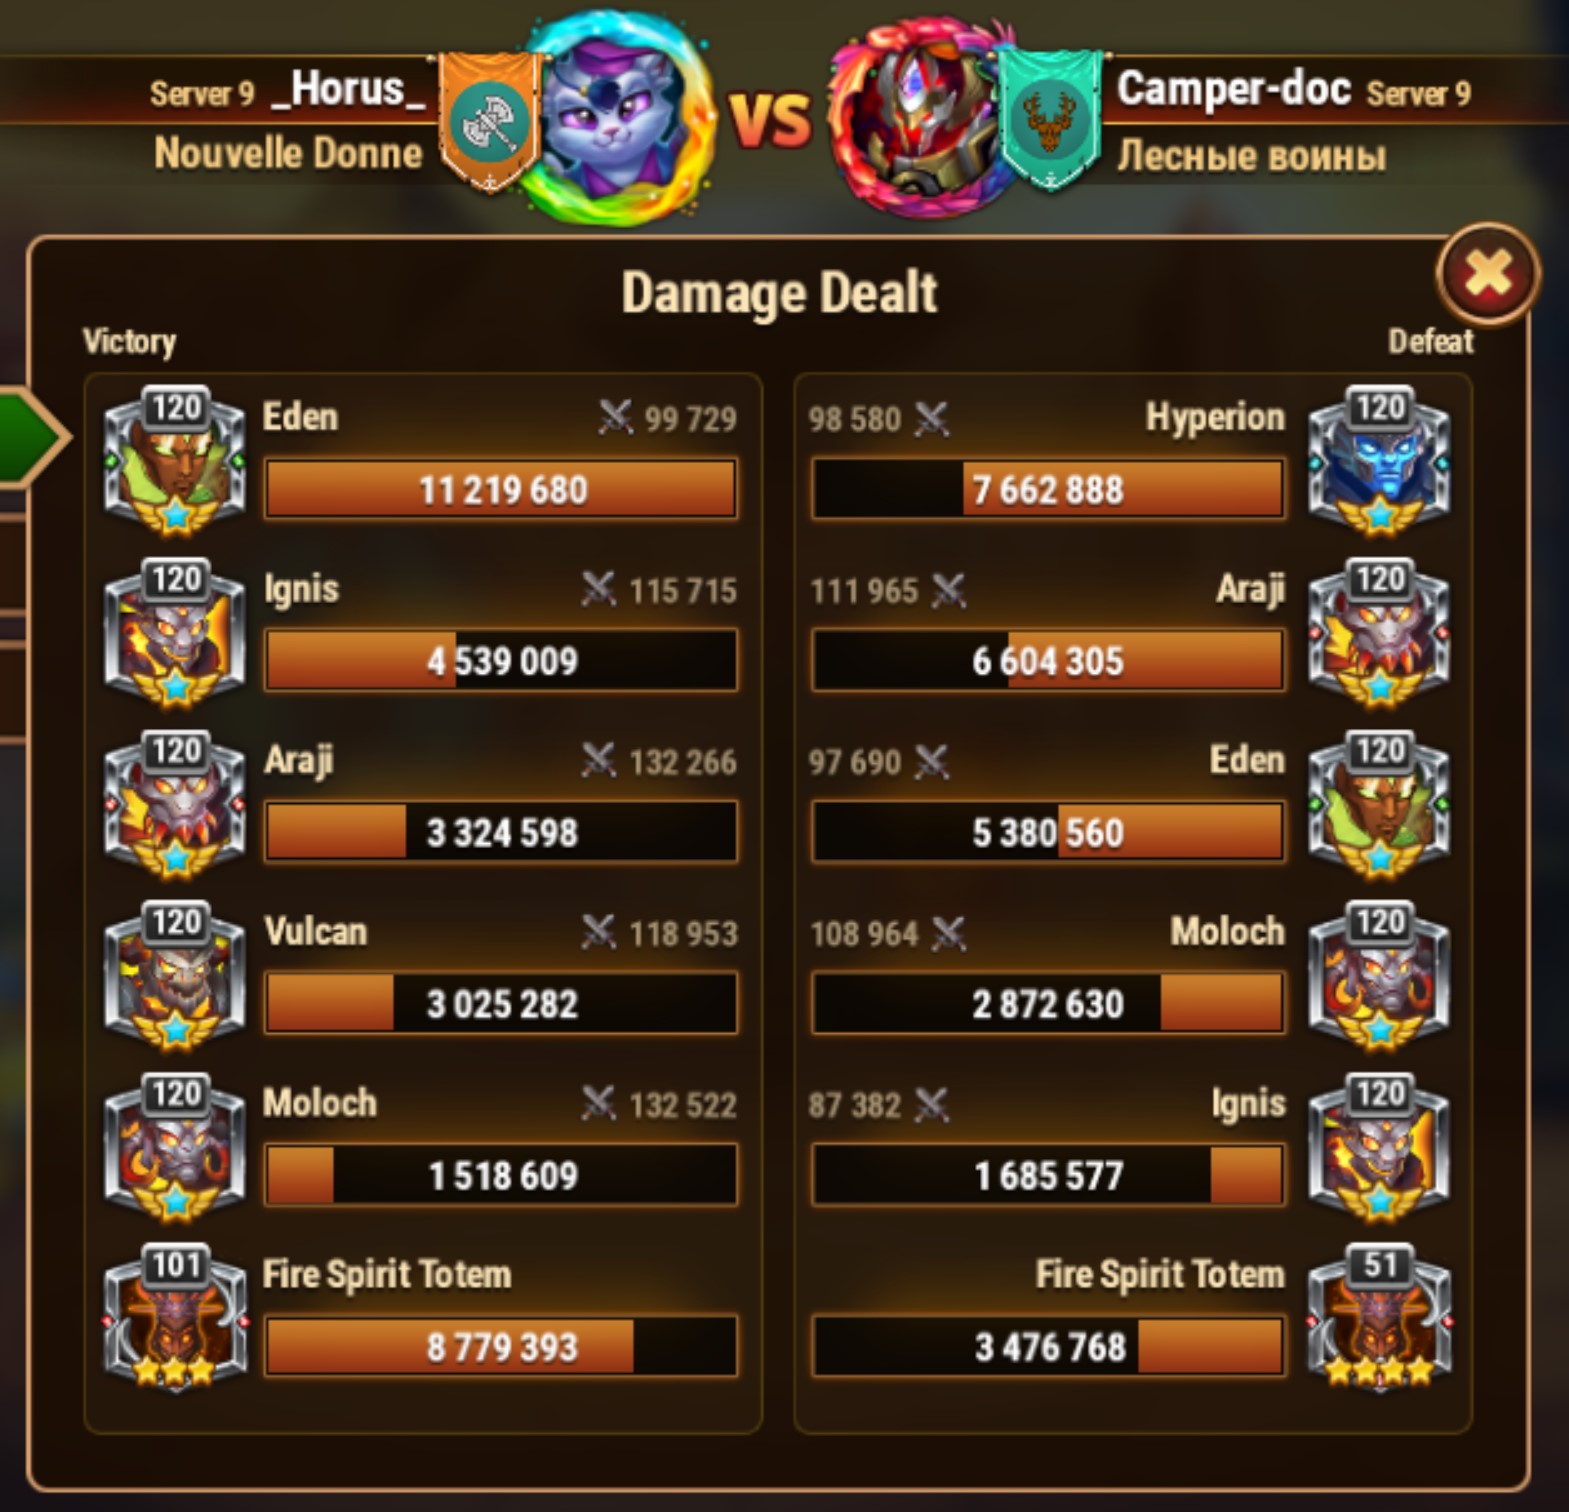 Server 9 _Horus_
Nouvelle Donne
VS
Camper-doc Server 9
Лесные воины
Damage Dealt
Victory
Defeat
120
Eden
99 729
11 219 680
120
Ignis
115 715
4 539 009
120
Araji
132 266
3 324 598
120
Vulcan
118 953
3 025 282
120
Moloch
132 522
1 518 609
101
Fire Spirit Totem
8 779 393
98 580
Hyperion
120
7 662 888
111 965
Araji
120
6 604 305
97 690
Eden
120
5 380 560
108 964
Moloch
120
2 872 630
87 382
Ignis
120
1 685 577
Fire Spirit Totem
51
3 476 768